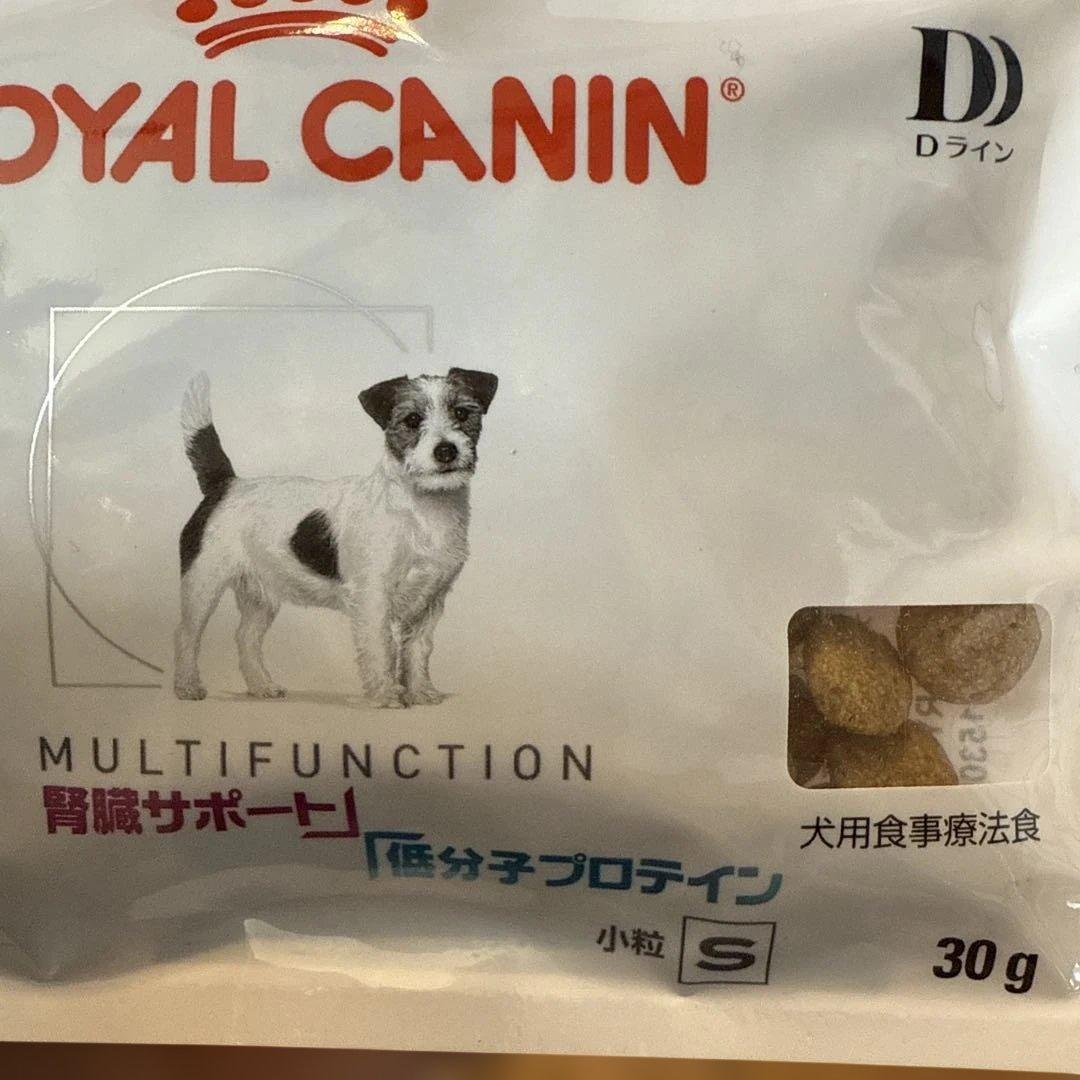 OYAL CANIN®
D
Dライン
MULTIFUNCTION
腎臓サポート」
「低分子プロテイン
犬用食事療法食
小粒 S
30 g